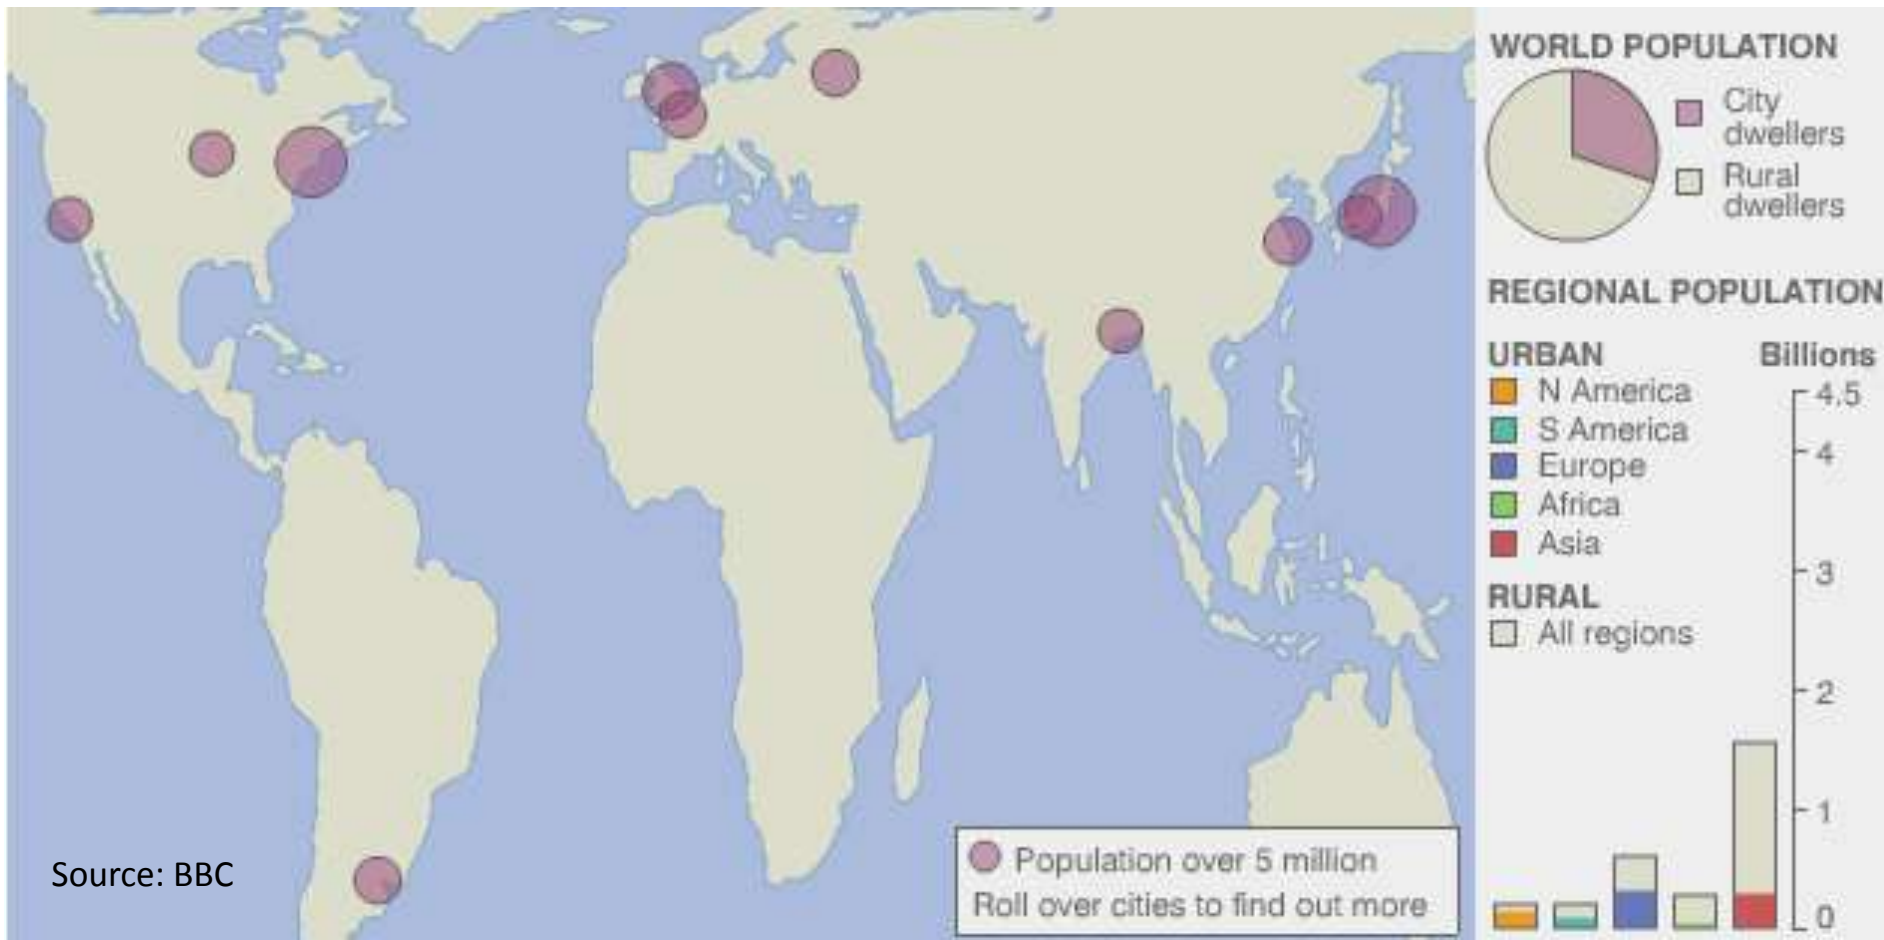 WORLD POPULATION
City
dwellers
Rural
dwellers
REGIONAL POPULATION
URBAN
Billions
N America
S America
Europe
Africa
Asia
RURAL
All regions
4.5
4
3
2
1
0
Source: BBC
Population over 5 million
Roll over cities to find out more